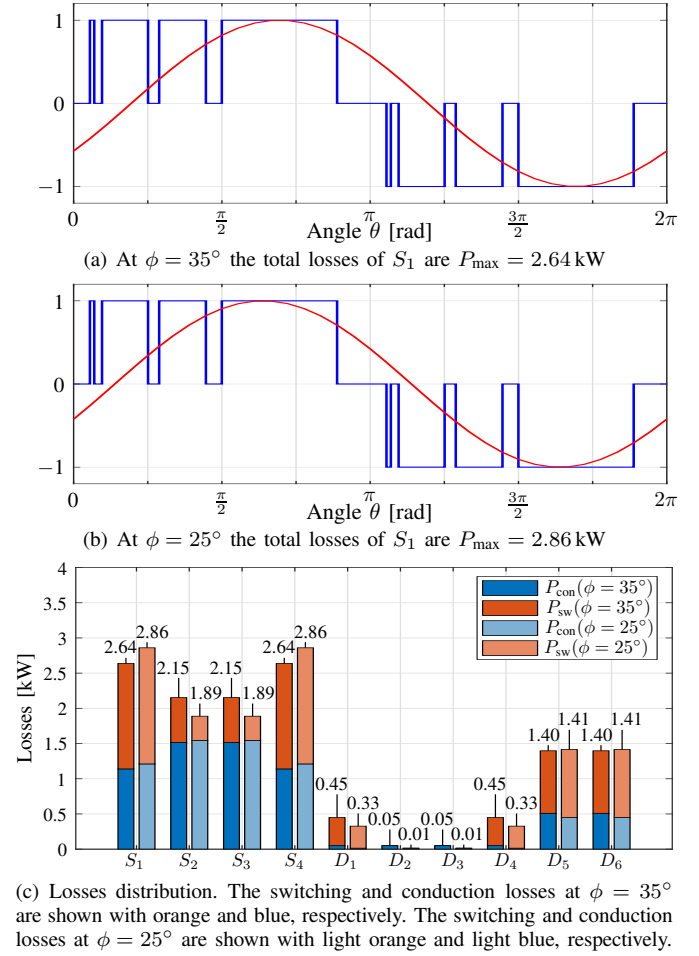 1
0
−1
0 π/2 π 3π/2 2π
Angle θ [rad]
(a) At ϕ = 35° the total losses of S₁ are Pmax = 2.64 kW
1
0
−1
0 π/2 π 3π/2 2π
Angle θ [rad]
(b) At ϕ = 25° the total losses of S₁ are Pmax = 2.86 kW
4
3.5
3
2.5
2
1.5
1
0.5
0
Losses [kW]
Pcon(ϕ = 35°)
Psw(ϕ = 35°)
Pcon(ϕ = 25°)
Psw(ϕ = 25°)
2.64 2.86 2.15 1.89 2.15 1.89 2.64 2.86 0.45 0.33 0.05 0.01 0.05 0.01 0.45 0.33 1.40 1.41 1.40 1.41
S₁ S₂ S₃ S₄ D₁ D₂ D₃ D₄ D₅ D₆
(c) Losses distribution. The switching and conduction losses at ϕ = 35°
are shown with orange and blue, respectively. The switching and conduction
losses at ϕ = 25° are shown with light orange and light blue, respectively.